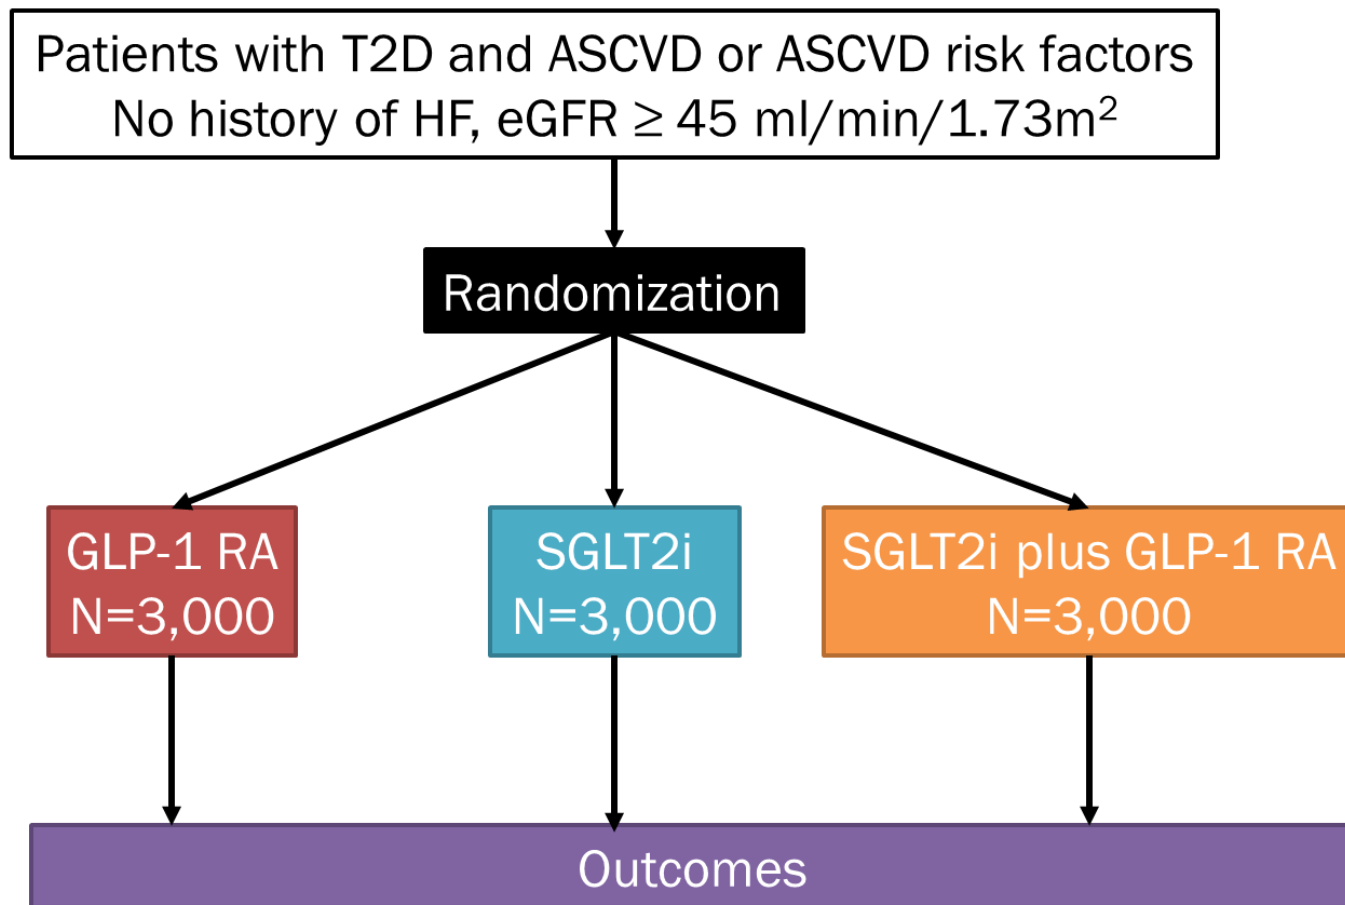 Patients with T2D and ASCVD or ASCVD risk factors
No history of HF, eGFR ≥ 45 ml/min/1.73m²
Randomization
GLP-1 RA
N=3,000
SGLT2i
N=3,000
SGLT2i plus GLP-1 RA
N=3,000
Outcomes